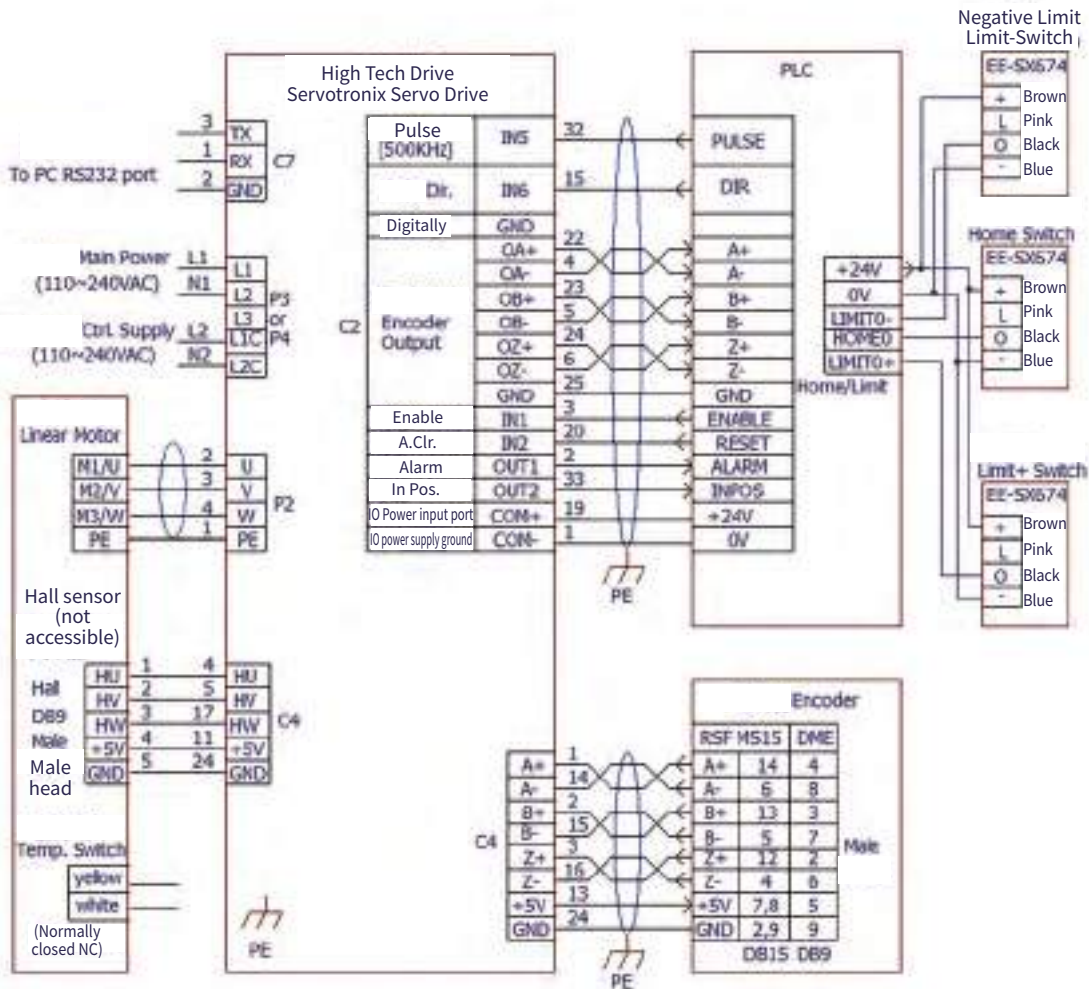 Negative Limit
Limit-Switch
High Tech Drive
Servotronix Servo Drive
PLC
EE-SX674
+ Brown
L Pink
O Black
- Blue
To PC RS232 port
3 TX
1 RX
2 GND
C7
Pulse
(500KHz)
IN5 32 PULSE
Dir. IN6 15 DIR
Digitally GND
C2
Encoder
Output
OA+ 22 A+
OA- 4 A-
OB+ 23 B+
OB- 5 B-
OZ+ 24 Z+
OZ- 6 Z-
GND 25 GND
Enable IN1 3 ENABLE
A.Clr. IN2 20 RESET
Alarm OUT1 2 ALARM
In Pos. OUT2 33 INPOS
IO Power input port COM+ 19 +24V
IO power supply ground COM- 1 0V
PE
Main Power
(110~240VAC)
L1 L1
N1 L2
L3
Ctrl. Supply
(110~240VAC)
L2 L1C
N2 L2C
P3
or
P4
+24V
0V
LIMIT0-
HOME0
LIMIT0+
Home/Limit
Home Switch
EE-SX674
+ Brown
L Pink
O Black
- Blue
Limit+ Switch
EE-SX674
+ Brown
L Pink
O Black
- Blue
Linear Motor
M1/U 2 U
M2/V 3 V
M3/W 4 W
PE 1 PE
P2
Hall sensor
(not
accessible)
Hall
DB9
Male
Male
head
HU 1 4 HU
HV 2 5 HV
HW 3 17 HW
+5V 4 11 +5V
GND 5 24 GND
C4
Temp. Switch
yellow
white
(Normally
closed NC)
PE
Encoder
RSF MS15 DME
C4
A+ 1 A+ 14 4
A- 14 A- 6 8
B+ 2 B+ 13 3
B- 15 B- 5 7
Z+ 3 Z+ 12 2
Z- 16 Z- 4 6
+5V 13 +5V 7,8 5
GND 24 GND 2,9 9
Male
DB15 DB9
PE